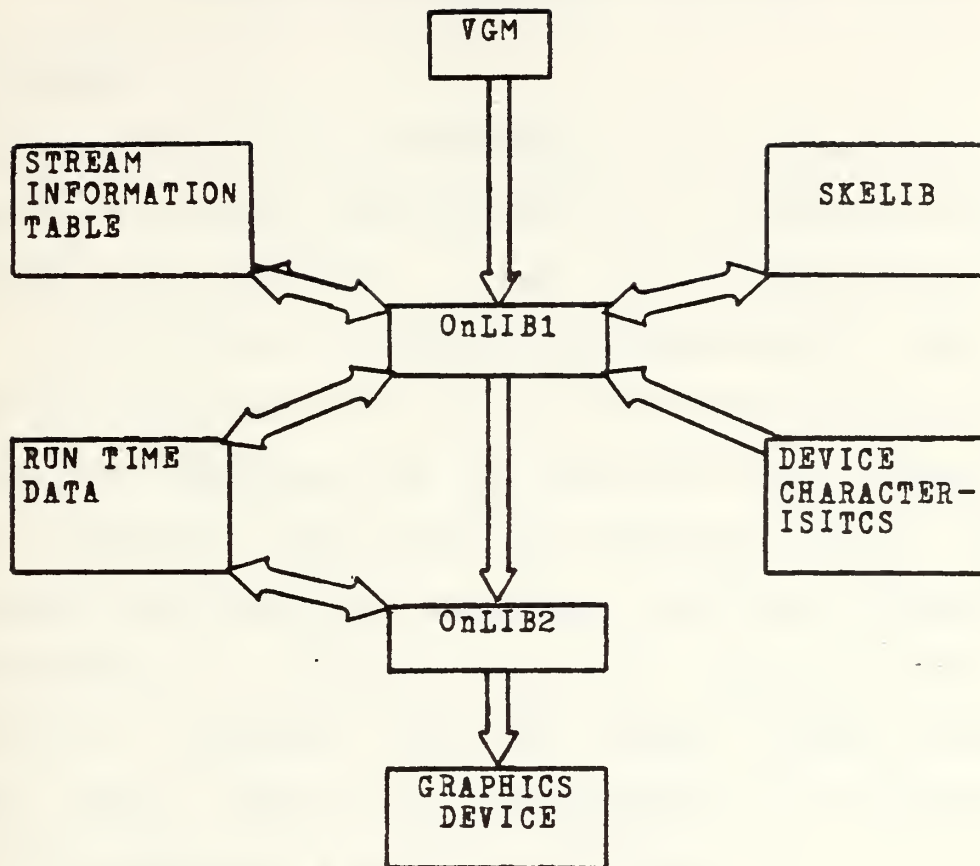 VGM
STREAM
INFORMATION
TABLE
SKELIB
OnLIB1
RUN TIME
DATA
DEVICE
CHARACTER-
ISITCS
OnLIB2
GRAPHICS
DEVICE